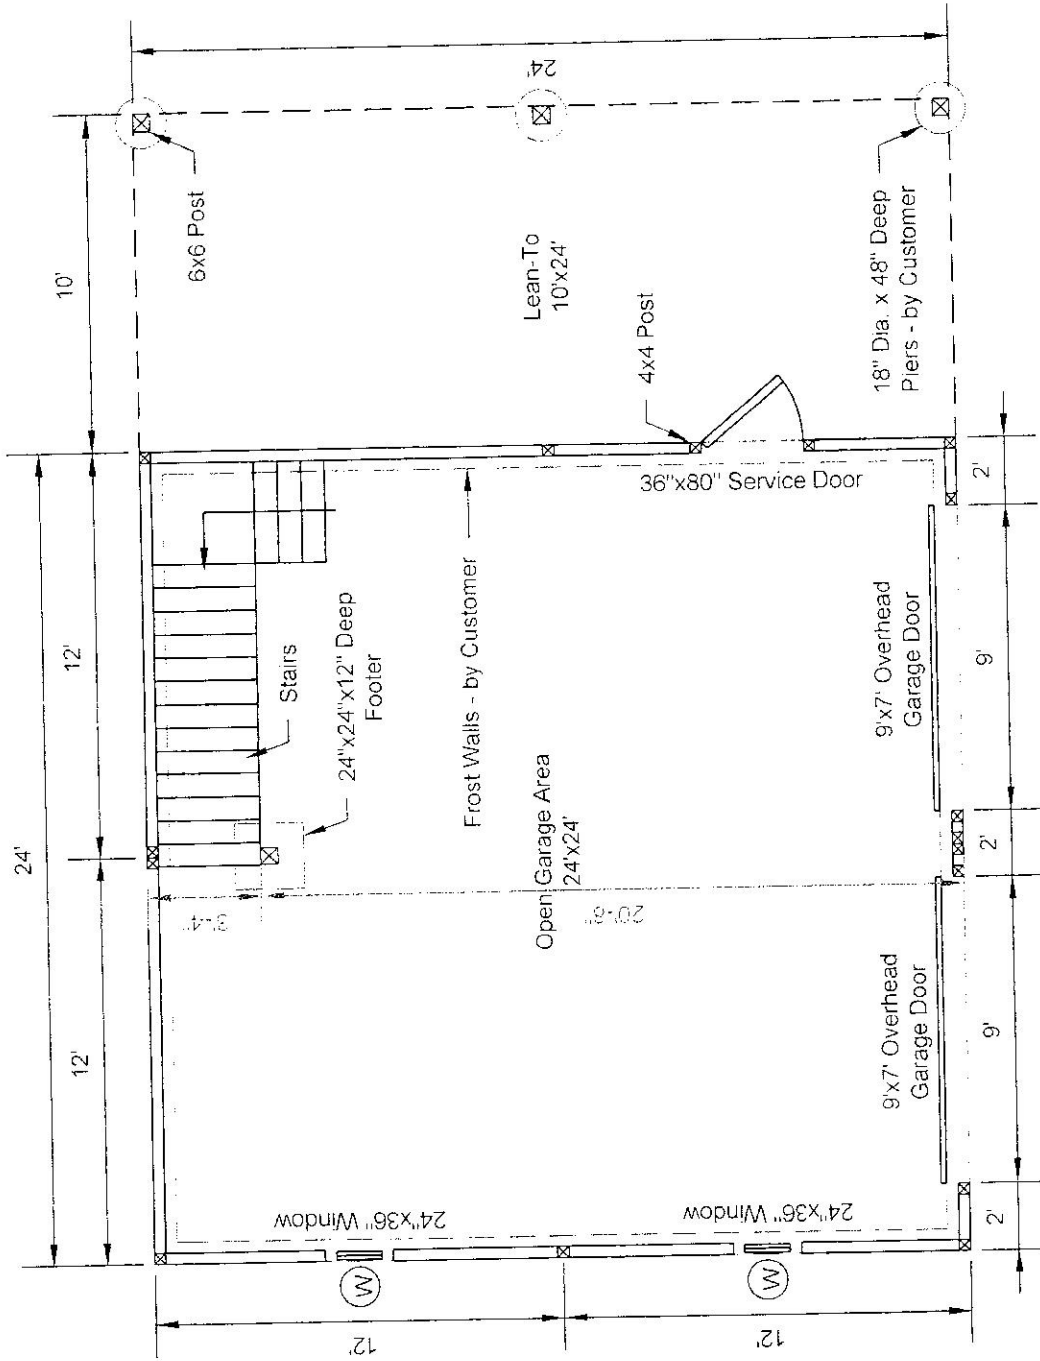 24'
10'
12'
12'
24'
6x6 Post
Lean-To
10'x24'
4x4 Post
18" Dia. x 48" Deep
Piers - by Customer
36"x80" Service Door
2'
Stairs
24"x24"x12" Deep
Footer
Frost Walls - by Customer
Open Garage Area
24'x24'
3'-4"
20'-8"
9'x7' Overhead
Garage Door
9'
2'
9'x7' Overhead
Garage Door
9'
2'
24"x36" Window
24"x36" Window
W
W
12'
12'